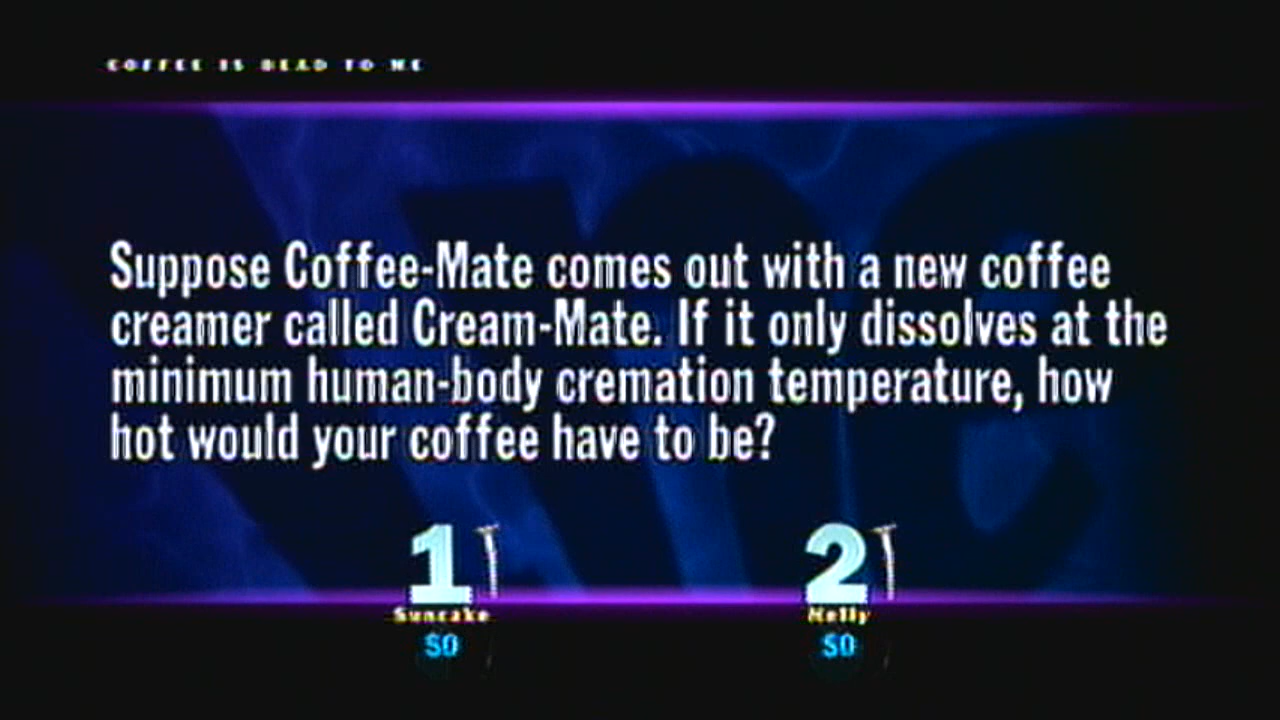 COFFEE IS DEAD TO ME
Suppose Coffee-Mate comes out with a new coffee
creamer called Cream-Mate. If it only dissolves at the
minimum human-body cremation temperature, how
hot would your coffee have to be?
1
2
Suncake
Nelly
$0
$0